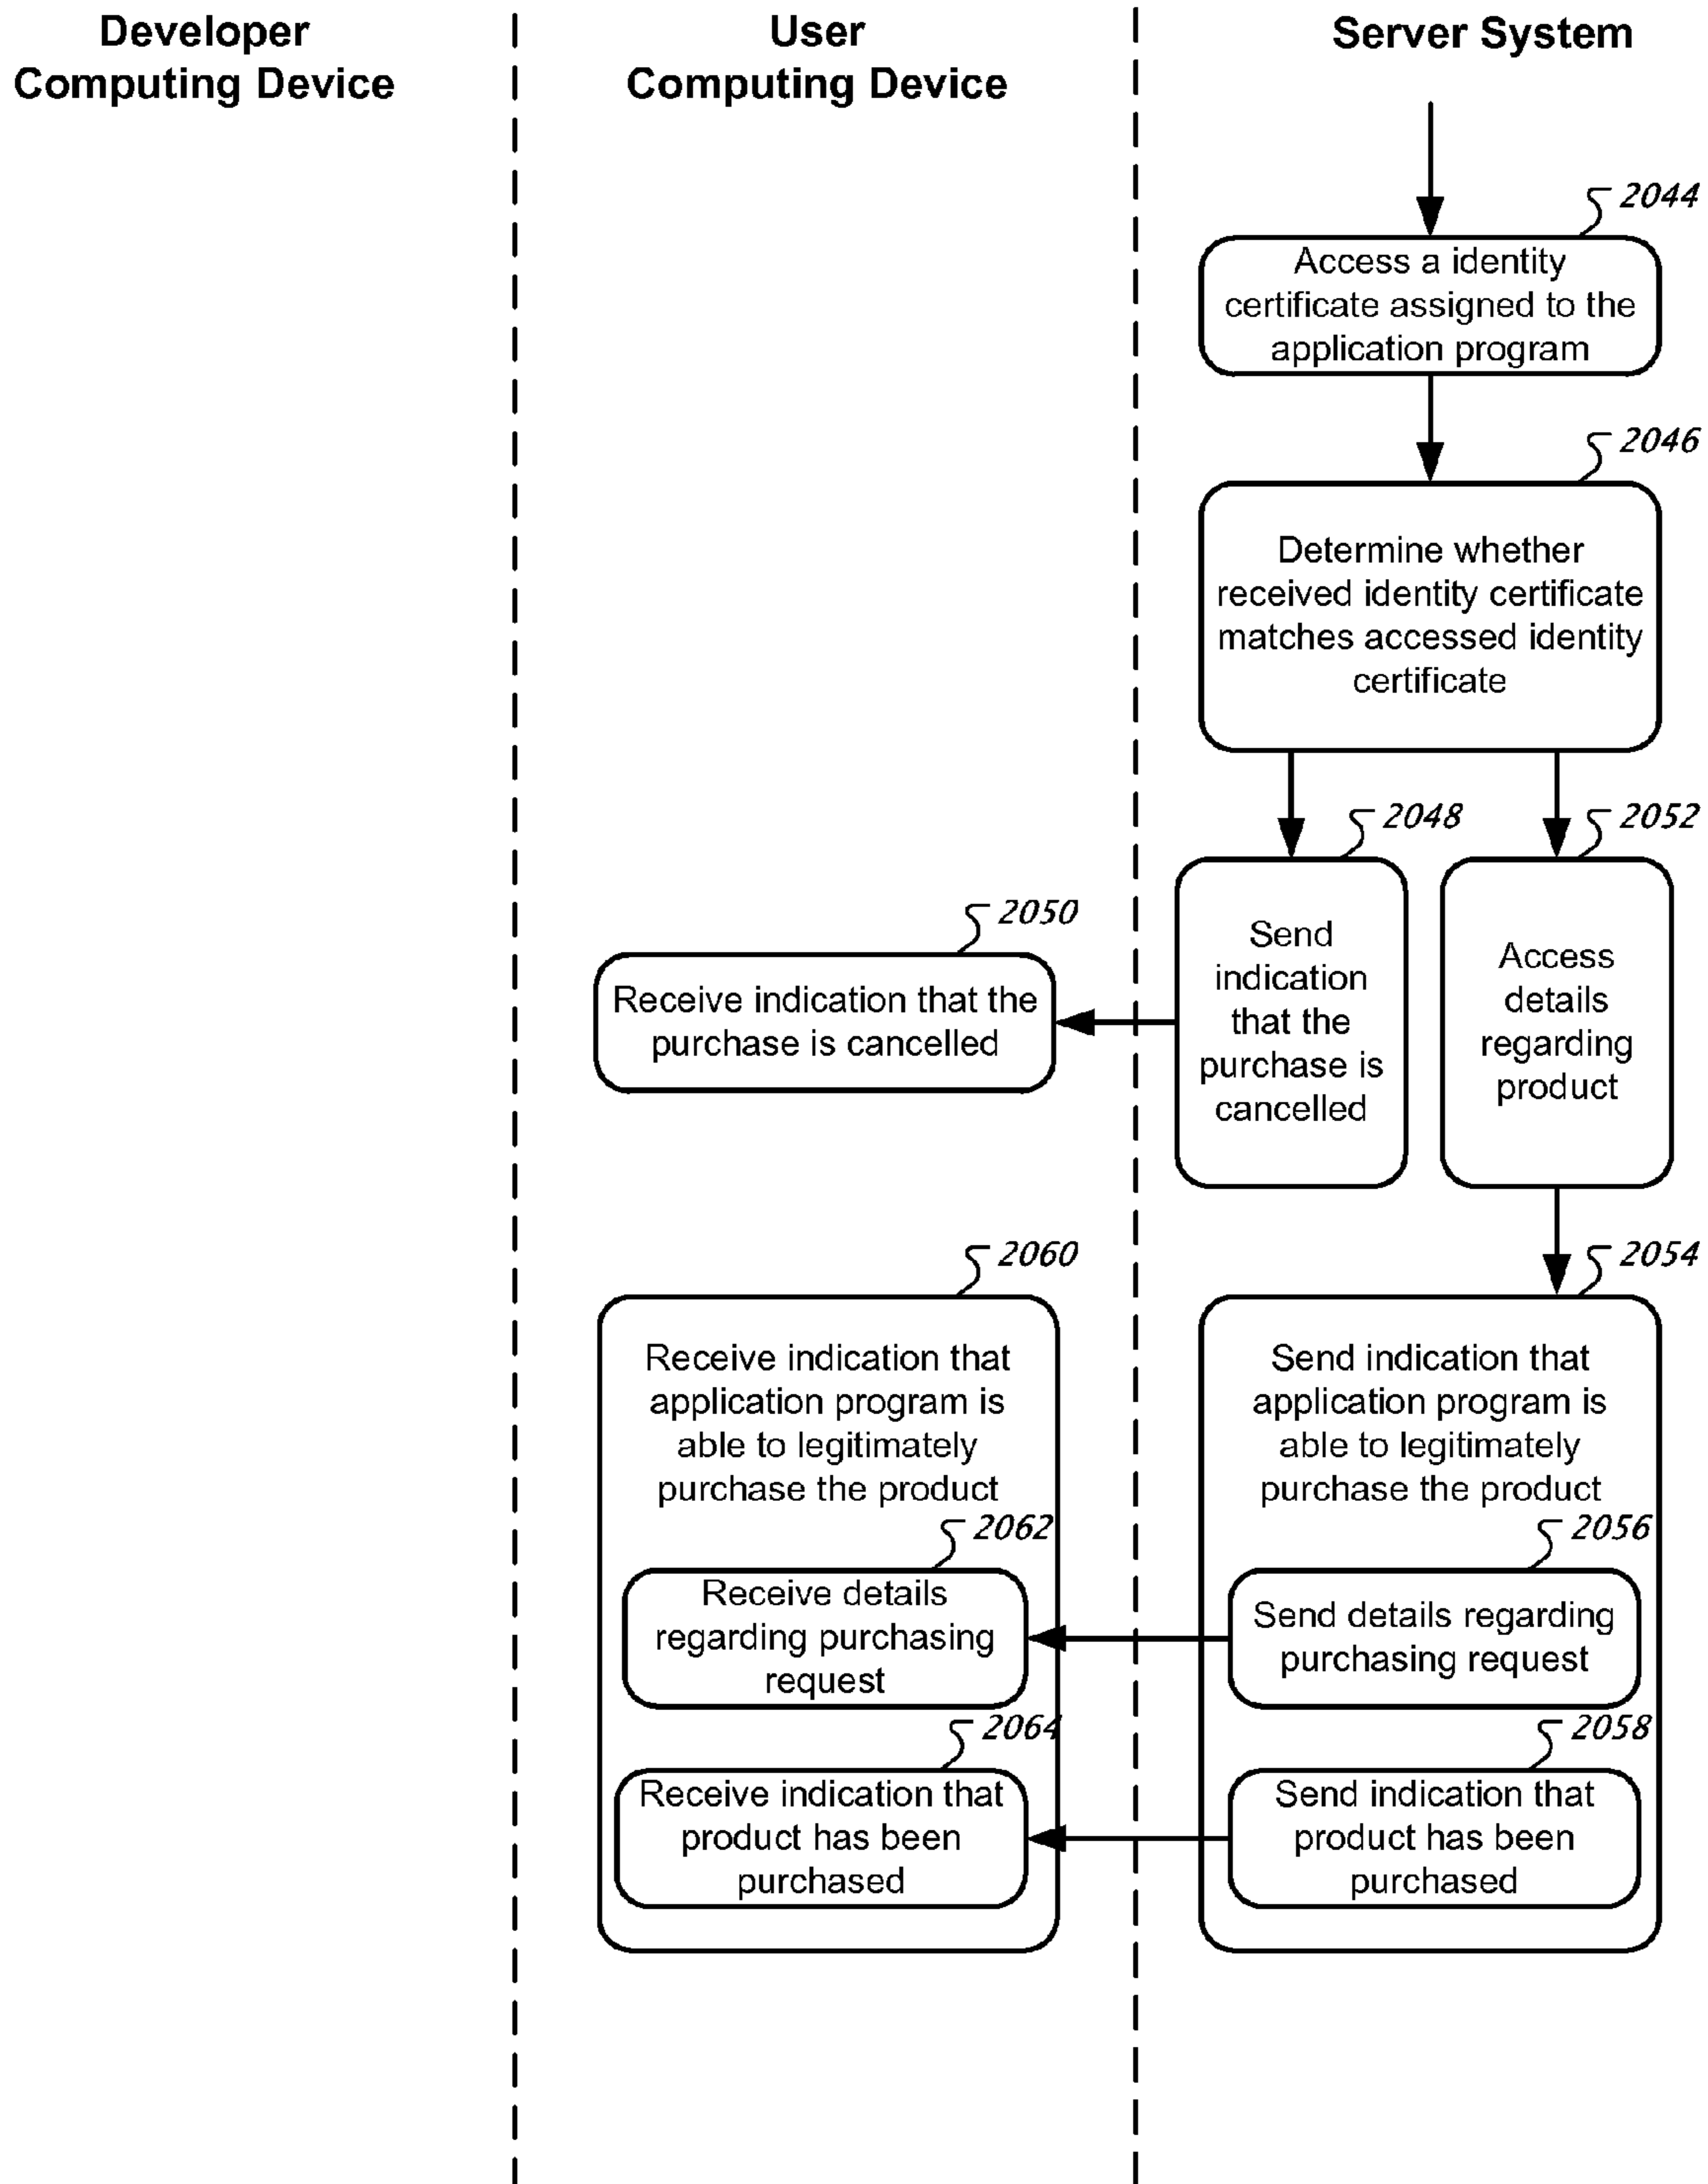 Developer
Computing Device
User
Computing Device
Server System
2044
Access a identity
certificate assigned to the
application program
2046
Determine whether
received identity certificate
matches accessed identity
certificate
2048
Send
indication
that the
purchase is
cancelled
2052
Access
details
regarding
product
2050
Receive indication that the
purchase is cancelled
2060
Receive indication that
application program is
able to legitimately
purchase the product
2062
Receive details
regarding purchasing
request
2064
Receive indication that
product has been
purchased
2054
Send indication that
application program is
able to legitimately
purchase the product
2056
Send details regarding
purchasing request
2058
Send indication that
product has been
purchased